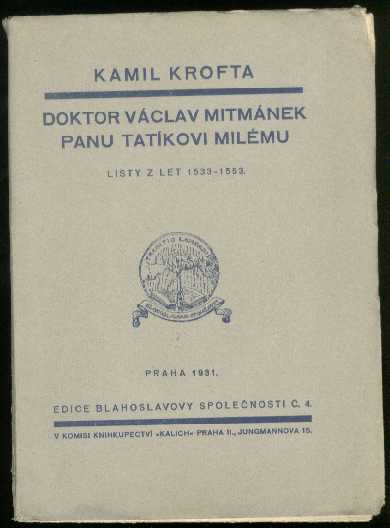 KAMIL KROFTA
DOKTOR VÁCLAV MITMÁNEK
PANU TATÍKOVI MILÉMU
LISTY Z LET 1533-1553.
PRAHA 1931.
EDICE BLAHOSLAVOVY SPOLEČNOSTI Č. 4.
V KOMISI KNIHKUPECTVÍ »KALICH« PRAHA II., JUNGMANNOVA 15.